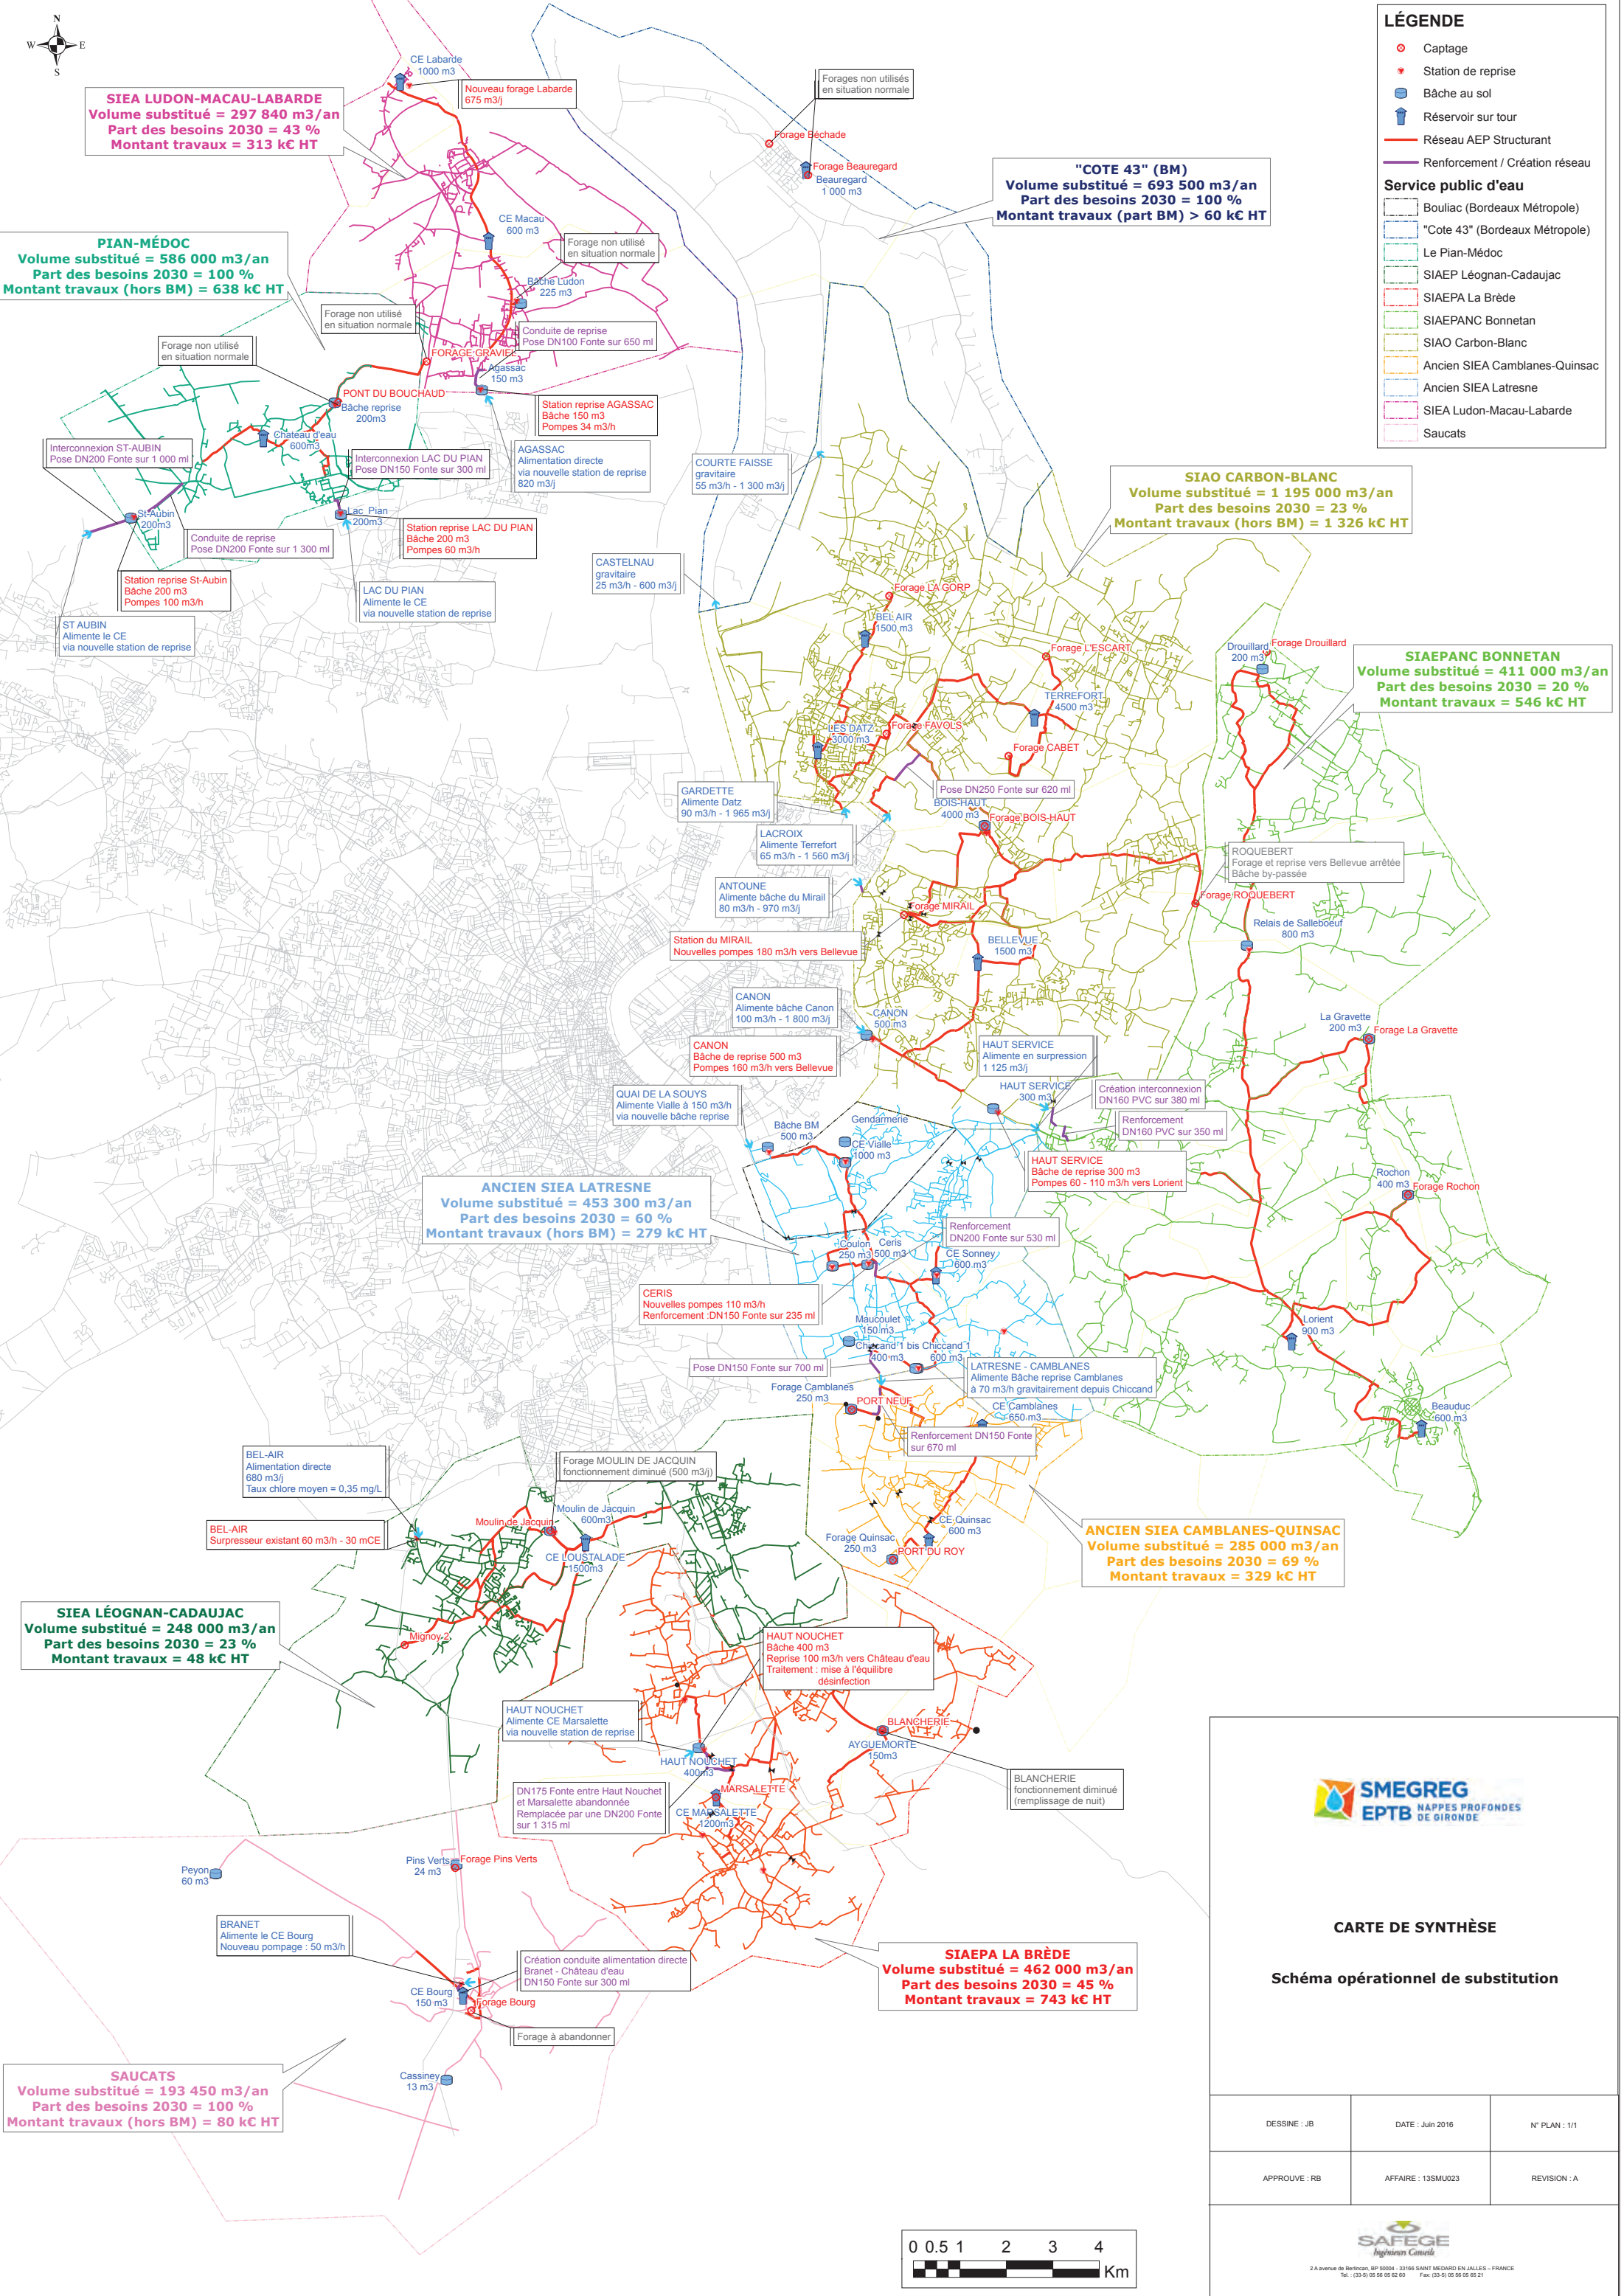 N
W E
S
LÉGENDE
Captage
Station de reprise
Bâche au sol
Réservoir sur tour
Réseau AEP Structurant
Renforcement / Création réseau
Service public d'eau
Bouliac (Bordeaux Métropole)
"Cote 43" (Bordeaux Métropole)
Le Pian-Médoc
SIAEP Léognan-Cadaujac
SIAEPA La Brède
SIAEPANC Bonnetan
SIAO Carbon-Blanc
Ancien SIEA Camblanes-Quinsac
Ancien SIEA Latresne
SIEA Ludon-Macau-Labarde
Saucats
CE Labarde
1000 m3
Nouveau forage Labarde
675 m3/j
SIEA LUDON-MACAU-LABARDE
Volume substitué = 297 840 m3/an
Part des besoins 2030 = 43 %
Montant travaux = 313 k€ HT
Forages non utilisés
en situation normale
Forage Béchade
Forage Beauregard
Beauregard
1 000 m3
"COTE 43" (BM)
Volume substitué = 693 500 m3/an
Part des besoins 2030 = 100 %
Montant travaux (part BM) > 60 k€ HT
CE Macau
600 m3
Forage non utilisé
en situation normale
Bâche Ludon
225 m3
PIAN-MÉDOC
Volume substitué = 586 000 m3/an
Part des besoins 2030 = 100 %
Montant travaux (hors BM) = 638 k€ HT
Forage non utilisé
en situation normale
Forage non utilisé
en situation normale
Conduite de reprise
Pose DN100 Fonte sur 650 ml
FORAGE GRAVIEL
Agassac
150 m3
PONT DU BOUCHAUD
Bâche reprise
200m3
Station reprise AGASSAC
Bâche 150 m3
Pompes 34 m3/h
Chateau d'eau
600m3
Interconnexion ST-AUBIN
Pose DN200 Fonte sur 1 000 ml
Interconnexion LAC DU PIAN
Pose DN150 Fonte sur 300 ml
AGASSAC
Alimentation directe
via nouvelle station de reprise
820 m3/j
COURTE FAISSE
gravitaire
55 m3/h - 1 300 m3/j
St-Aubin
200m3
Lac Pian
200m3
Conduite de reprise
Pose DN200 Fonte sur 1 300 ml
Station reprise LAC DU PIAN
Bâche 200 m3
Pompes 60 m3/h
Station reprise St-Aubin
Bâche 200 m3
Pompes 100 m3/h
LAC DU PIAN
Alimente le CE
via nouvelle station de reprise
ST AUBIN
Alimente le CE
via nouvelle station de reprise
CASTELNAU
gravitaire
25 m3/h - 600 m3/j
SIAO CARBON-BLANC
Volume substitué = 1 195 000 m3/an
Part des besoins 2030 = 23 %
Montant travaux (hors BM) = 1 326 k€ HT
Forage LA GORP
BEL AIR
1500 m3
Forage L'ESCART
TERREFORT
4500 m3
Drouillard
200 m3
Forage Drouillard
SIAEPANC BONNETAN
Volume substitué = 411 000 m3/an
Part des besoins 2030 = 20 %
Montant travaux = 546 k€ HT
LES DATZ
3000 m3
Forage FAVOLS
Forage CABET
GARDETTE
Alimente Datz
90 m3/h - 1 965 m3/j
Pose DN250 Fonte sur 620 ml
BOIS-HAUT
4000 m3
Forage BOIS-HAUT
LACROIX
Alimente Terrefort
65 m3/h - 1 560 m3/j
ROQUEBERT
Forage et reprise vers Bellevue arrêtée
Bâche by-passée
ANTOUNE
Alimente bâche du Mirail
80 m3/h - 970 m3/j
Forage MIRAIL
Forage ROQUEBERT
Station du MIRAIL
Nouvelles pompes 180 m3/h vers Bellevue
BELLEVUE
1500 m3
Relais de Salleboeuf
800 m3
CANON
Alimente bâche Canon
100 m3/h - 1 800 m3/j
CANON
500 m3
CANON
Bâche de reprise 500 m3
Pompes 160 m3/h vers Bellevue
HAUT SERVICE
Alimente en surpression
1 125 m3/j
La Gravette
200 m3
Forage La Gravette
QUAI DE LA SOUYS
Alimente Vialle à 150 m3/h
via nouvelle bâche reprise
HAUT SERVICE
300 m3
Création interconnexion
DN160 PVC sur 380 ml
Renforcement
DN160 PVC sur 350 ml
Bâche BM
500 m3
Gendarmerie
CE Vialle
1000 m3
HAUT SERVICE
Bâche de reprise 300 m3
Pompes 60 - 110 m3/h vers Lorient
Rochon
400 m3
Forage Rochon
ANCIEN SIEA LATRESNE
Volume substitué = 453 300 m3/an
Part des besoins 2030 = 60 %
Montant travaux (hors BM) = 279 k€ HT
Renforcement
DN200 Fonte sur 530 ml
Coulon
250 m3
Ceris
500 m3
CE Sonney
600 m3
CERIS
Nouvelles pompes 110 m3/h
Renforcement :DN150 Fonte sur 235 ml
Maucoulet
150 m3
Chiccand 1 bis
400 m3
Chiccand 1
600 m3
Lorient
900 m3
Pose DN150 Fonte sur 700 ml
LATRESNE - CAMBLANES
Alimente Bâche reprise Camblanes
à 70 m3/h gravitairement depuis Chiccand
Forage Camblanes
250 m3
PORT NEUF
CE Camblanes
650 m3
Beauduc
600 m3
Renforcement DN150 Fonte
sur 670 ml
BEL-AIR
Alimentation directe
680 m3/j
Taux chlore moyen = 0,35 mg/L
Forage MOULIN DE JACQUIN
fonctionnement diminué (500 m3/j)
Moulin de Jacquin
600m3
Moulin de Jacquin
BEL-AIR
Surpresseur existant 60 m3/h - 30 mCE
CE LOUSTALADE
1500m3
CE Quinsac
600 m3
Forage Quinsac
250 m3
PORT DU ROY
ANCIEN SIEA CAMBLANES-QUINSAC
Volume substitué = 285 000 m3/an
Part des besoins 2030 = 69 %
Montant travaux = 329 k€ HT
SIEA LÉOGNAN-CADAUJAC
Volume substitué = 248 000 m3/an
Part des besoins 2030 = 23 %
Montant travaux = 48 k€ HT
Mignoy 2
HAUT NOUCHET
Bâche 400 m3
Reprise 100 m3/h vers Château d'eau
Traitement : mise à l'équilibre
désinfection
HAUT NOUCHET
Alimente CE Marsalette
via nouvelle station de reprise
BLANCHERIE
AYGUEMORTE
150m3
HAUT NOUCHET
400m3
BLANCHERIE
fonctionnement diminué
(remplissage de nuit)
DN175 Fonte entre Haut Nouchet
et Marsalette abandonnée
Remplacée par une DN200 Fonte
sur 1 315 ml
MARSALETTE
CE MARSALETTE
1200m3
Peyon
60 m3
Pins Verts
24 m3
Forage Pins Verts
BRANET
Alimente le CE Bourg
Nouveau pompage : 50 m3/h
Création conduite alimentation directe
Branet - Château d'eau
DN150 Fonte sur 300 ml
SIAEPA LA BRÈDE
Volume substitué = 462 000 m3/an
Part des besoins 2030 = 45 %
Montant travaux = 743 k€ HT
CE Bourg
150 m3
Forage Bourg
Forage à abandonner
Cassiney
13 m3
SAUCATS
Volume substitué = 193 450 m3/an
Part des besoins 2030 = 100 %
Montant travaux (hors BM) = 80 k€ HT
0 0.5 1 2 3 4
Km
SMEGREG
EPTB NAPPES PROFONDES
DE GIRONDE
CARTE DE SYNTHÈSE
Schéma opérationnel de substitution
DESSINE : JB
DATE : Juin 2016
N° PLAN : 1/1
APPROUVE : RB
AFFAIRE : 13SMU023
REVISION : A
SAFEGE
Ingénieurs Conseils
2 A avenue de Berlincan, BP 50004 - 33166 SAINT MEDARD EN JALLES – FRANCE
Tel. : (33-5) 05 56 05 62 60 Fax: (33-5) 05 56 05 65 21